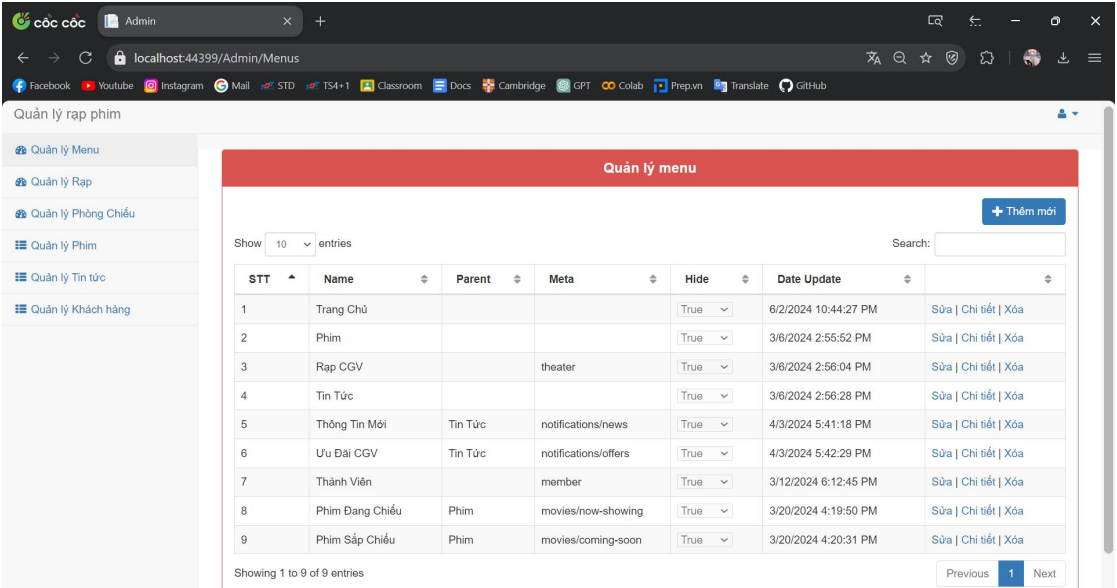 cốc cốc Admin
localhost:44399/Admin/Menus
Facebook Youtube Instagram Mail STD TS4+1 Classroom Docs Cambridge GPT Colab Prep.vn Translate GitHub
Quản lý rạp phim
Quản lý Menu
Quản lý Rạp
Quản lý Phòng Chiếu
Quản lý Phim
Quản lý Tin tức
Quản lý Khách hàng
Quản lý menu
Thêm mới
Show 10 entries Search:
STT Name Parent Meta Hide Date Update
1 Trang Chủ True 6/2/2024 10:44:27 PM Sửa | Chi tiết | Xóa
2 Phim True 3/6/2024 2:55:52 PM Sửa | Chi tiết | Xóa
3 Rạp CGV theater True 3/6/2024 2:56:04 PM Sửa | Chi tiết | Xóa
4 Tin Tức True 3/6/2024 2:56:28 PM Sửa | Chi tiết | Xóa
5 Thông Tin Mới Tin Tức notifications/news True 4/3/2024 5:41:18 PM Sửa | Chi tiết | Xóa
6 Ưu Đãi CGV Tin Tức notifications/offers True 4/3/2024 5:42:29 PM Sửa | Chi tiết | Xóa
7 Thành Viên member True 3/12/2024 6:12:45 PM Sửa | Chi tiết | Xóa
8 Phim Đang Chiếu Phim movies/now-showing True 3/20/2024 4:19:50 PM Sửa | Chi tiết | Xóa
9 Phim Sắp Chiếu Phim movies/coming-soon True 3/20/2024 4:20:31 PM Sửa | Chi tiết | Xóa
Showing 1 to 9 of 9 entries Previous 1 Next